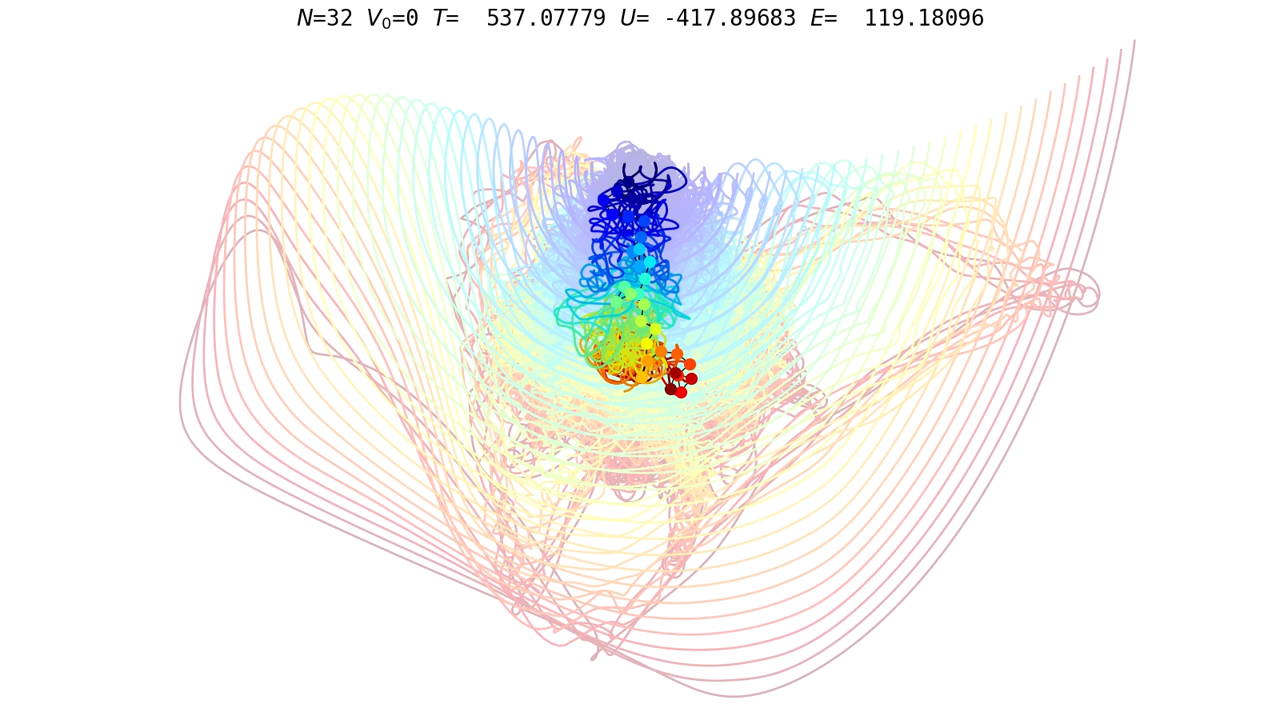 N=32 V₀=0 T= 537.07779 U= -417.89683 E= 119.18096